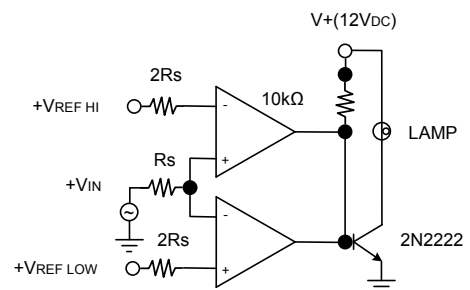 V+(12VDC)
2Rs
10kΩ
+VREF HI
-
+
LAMP
Rs
+VIN
-
+
2N2222
2Rs
+VREF LOW